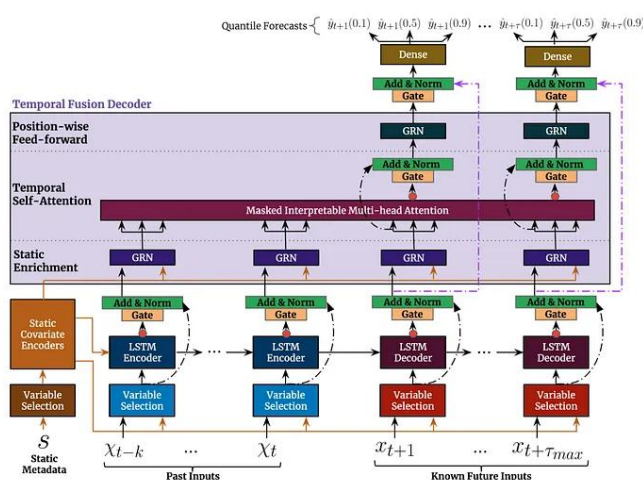 Quantile Forecasts { ŷt+1(0.1) ŷt+1(0.5) ŷt+1(0.9) ... ŷt+τ(0.1) ŷt+τ(0.5) ŷt+τ(0.9)
Dense Dense
Add & Norm Add & Norm
Gate Gate
Temporal Fusion Decoder
Position-wise
Feed-forward
GRN GRN
Add & Norm Add & Norm
Gate Gate
Temporal
Self-Attention
Masked Interpretable Multi-head Attention
Static
Enrichment
GRN GRN GRN GRN
Add & Norm Add & Norm Add & Norm Add & Norm
Gate Gate Gate Gate
Static
Covariate
Encoders
LSTM
Encoder
...
LSTM
Encoder
LSTM
Decoder
...
LSTM
Decoder
Variable
Selection
Variable
Selection
Variable
Selection
Variable
Selection
Variable
Selection
s
Static
Metadata
χt−k ... χt xt+1 ... xt+τmax
Past Inputs Known Future Inputs